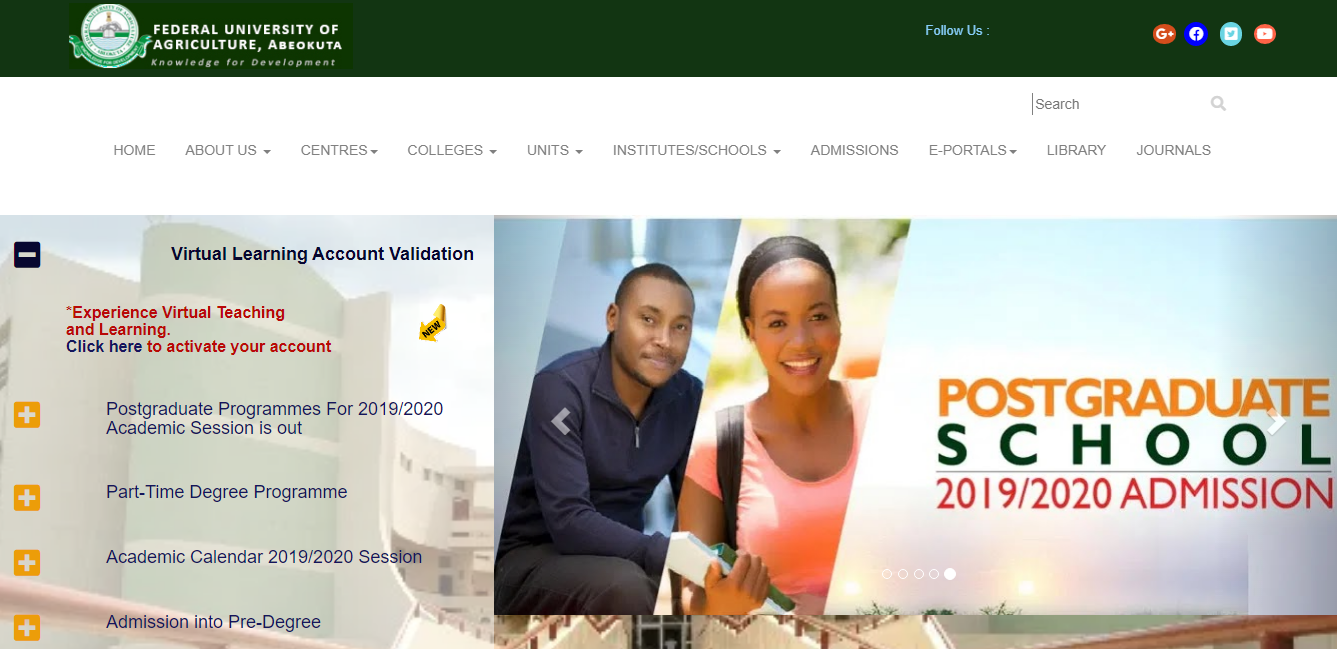 FEDERAL UNIVERSITY OF
AGRICULTURE, ABEOKUTA
Knowledge for Development
Follow Us :
Search
HOME ABOUT US CENTRES COLLEGES UNITS INSTITUTES/SCHOOLS ADMISSIONS E-PORTALS LIBRARY JOURNALS
Virtual Learning Account Validation
*Experience Virtual Teaching
and Learning.
Click here to activate your account
NEW
Postgraduate Programmes For 2019/2020
Academic Session is out
Part-Time Degree Programme
Academic Calendar 2019/2020 Session
Admission into Pre-Degree
POSTGRADUATE
SCHOOL
2019/2020 ADMISSION